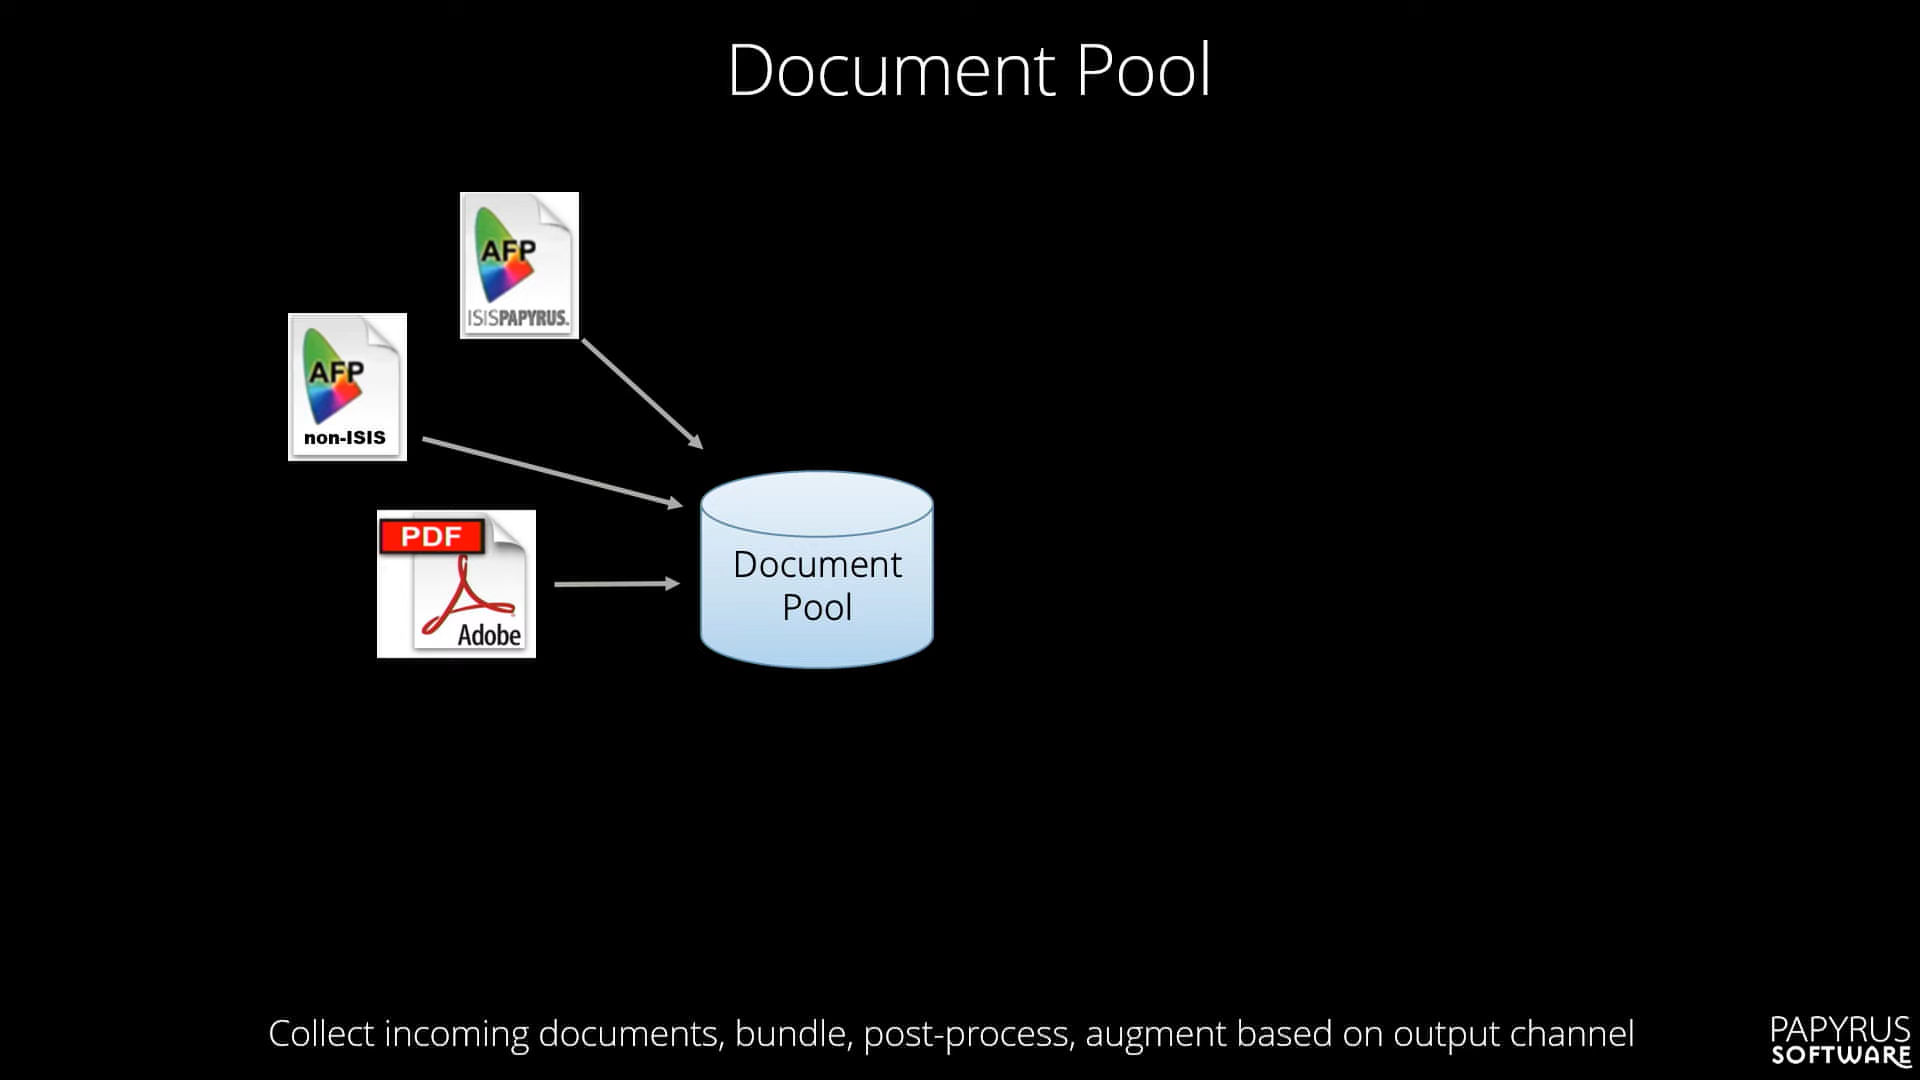 Document Pool
AFP
ISISPAPYRUS.
AFP
non-ISIS
PDF
Adobe
Document
Pool
Collect incoming documents, bundle, post-process, augment based on output channel
PAPYRUS
SOFTWARE